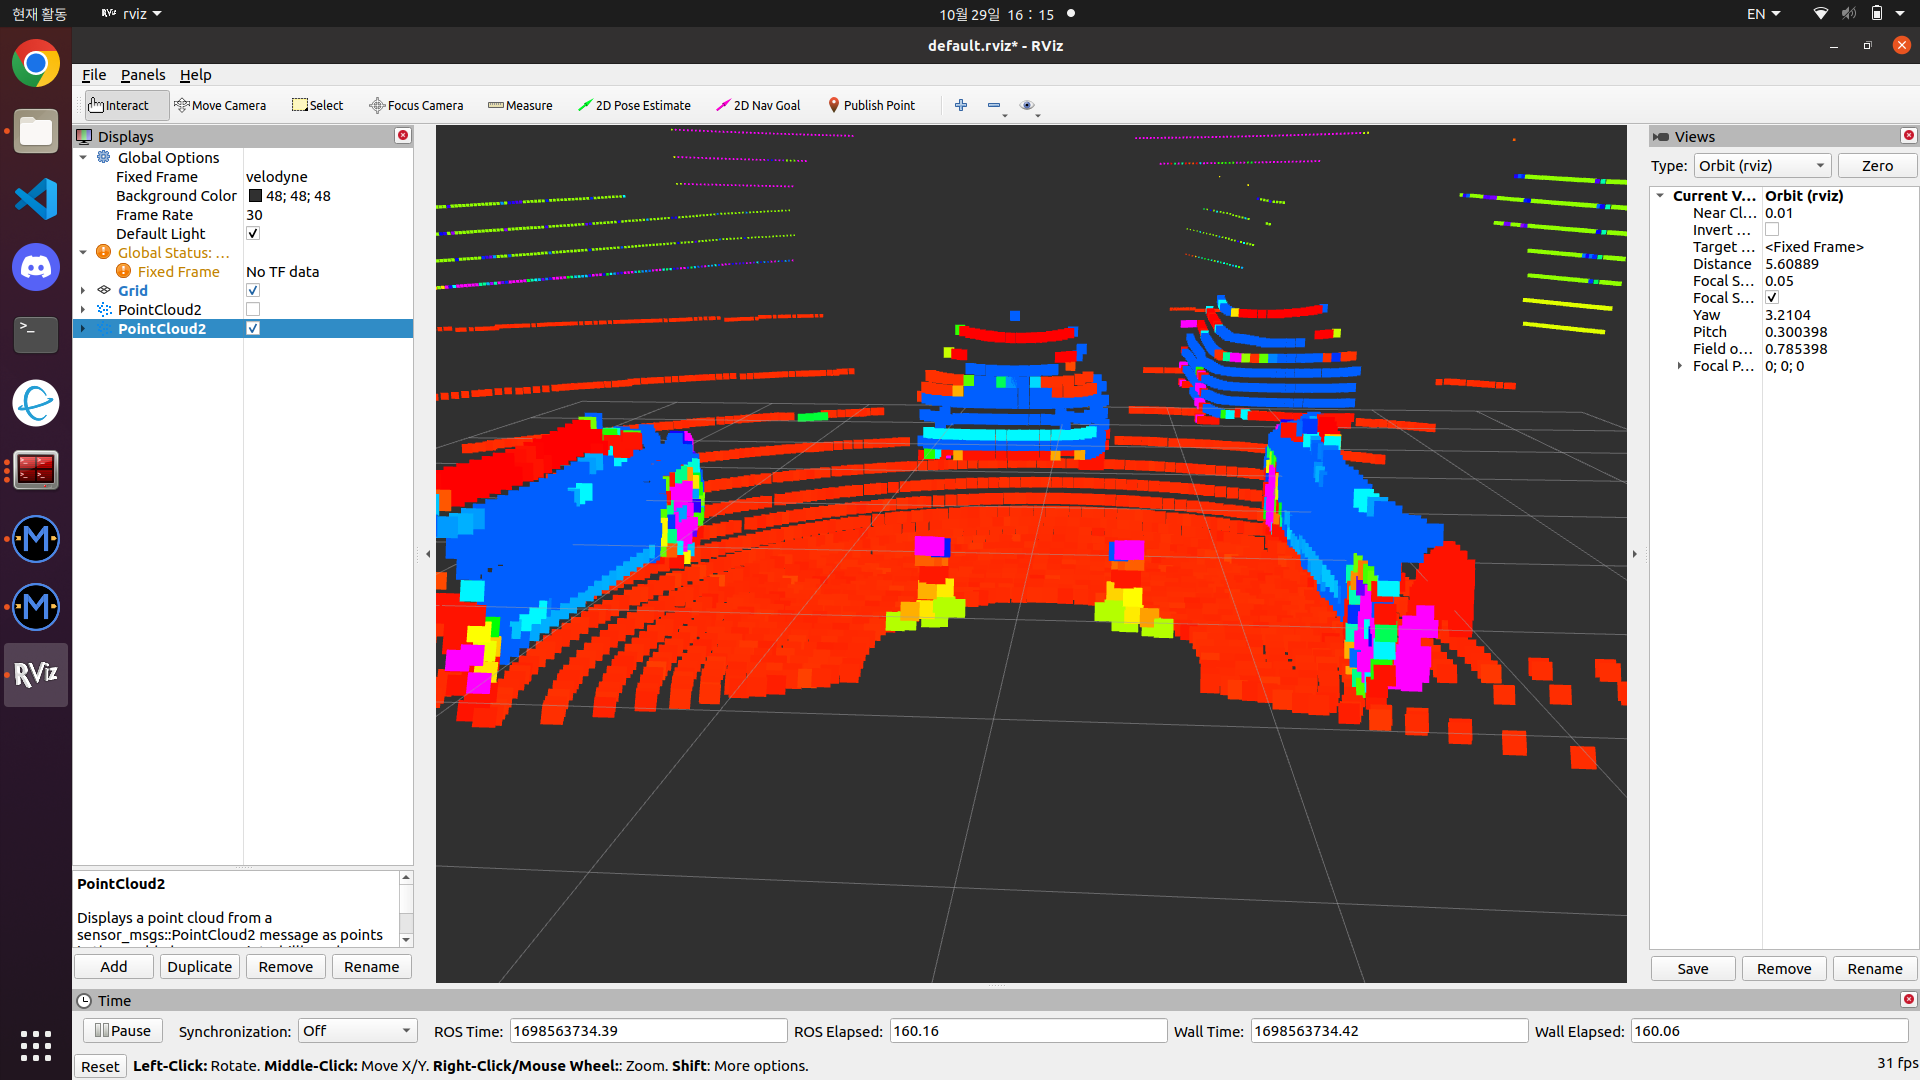 현재 활동
rviz
10월 29일 16 : 15
EN
default.rviz* - RViz
File Panels Help
Interact Move Camera Select Focus Camera Measure 2D Pose Estimate 2D Nav Goal Publish Point
Displays
Global Options
Fixed Frame velodyne
Background Color 48; 48; 48
Frame Rate 30
Default Light
Global Status: ...
Fixed Frame No TF data
Grid
PointCloud2
PointCloud2
PointCloud2
Displays a point cloud from a
sensor_msgs::PointCloud2 message as points
Add Duplicate Remove Rename
Views
Type: Orbit (rviz) Zero
Current V... Orbit (rviz)
Near Cl... 0.01
Invert ...
Target ... <Fixed Frame>
Distance 5.60889
Focal S... 0.05
Focal S...
Yaw 3.2104
Pitch 0.300398
Field o... 0.785398
Focal P... 0; 0; 0
Save Remove Rename
Time
Pause Synchronization: Off ROS Time: 1698563734.39 ROS Elapsed: 160.16 Wall Time: 1698563734.42 Wall Elapsed: 160.06
Reset Left-Click: Rotate. Middle-Click: Move X/Y. Right-Click/Mouse Wheel:: Zoom. Shift: More options.
31 fps
RViz